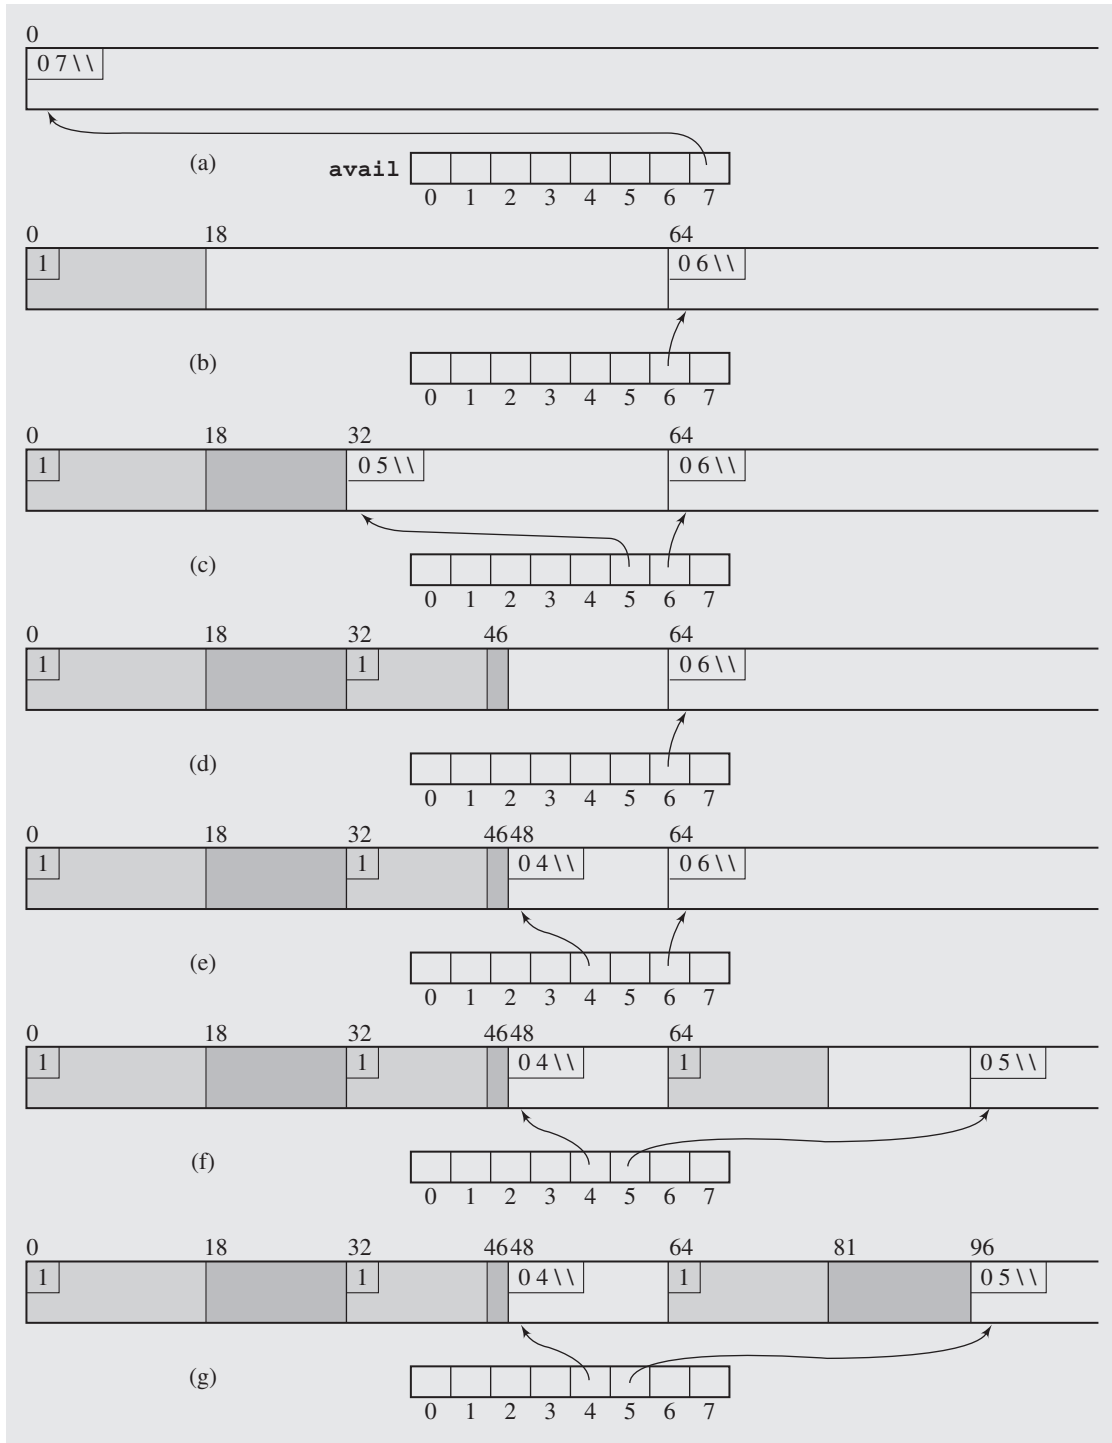 0
0 7 \ \
(a)
avail
0 1 2 3 4 5 6 7
0 18 64
1 0 6 \ \
(b)
0 1 2 3 4 5 6 7
0 18 32 64
1 0 5 \ \ 0 6 \ \
(c)
0 1 2 3 4 5 6 7
0 18 32 46 64
1 1 0 6 \ \
(d)
0 1 2 3 4 5 6 7
0 18 32 46 48 64
1 1 0 4 \ \ 0 6 \ \
(e)
0 1 2 3 4 5 6 7
0 18 32 46 48 64
1 1 0 4 \ \ 1 0 5 \ \
(f)
0 1 2 3 4 5 6 7
0 18 32 46 48 64 81 96
1 1 0 4 \ \ 1 0 5 \ \
(g)
0 1 2 3 4 5 6 7